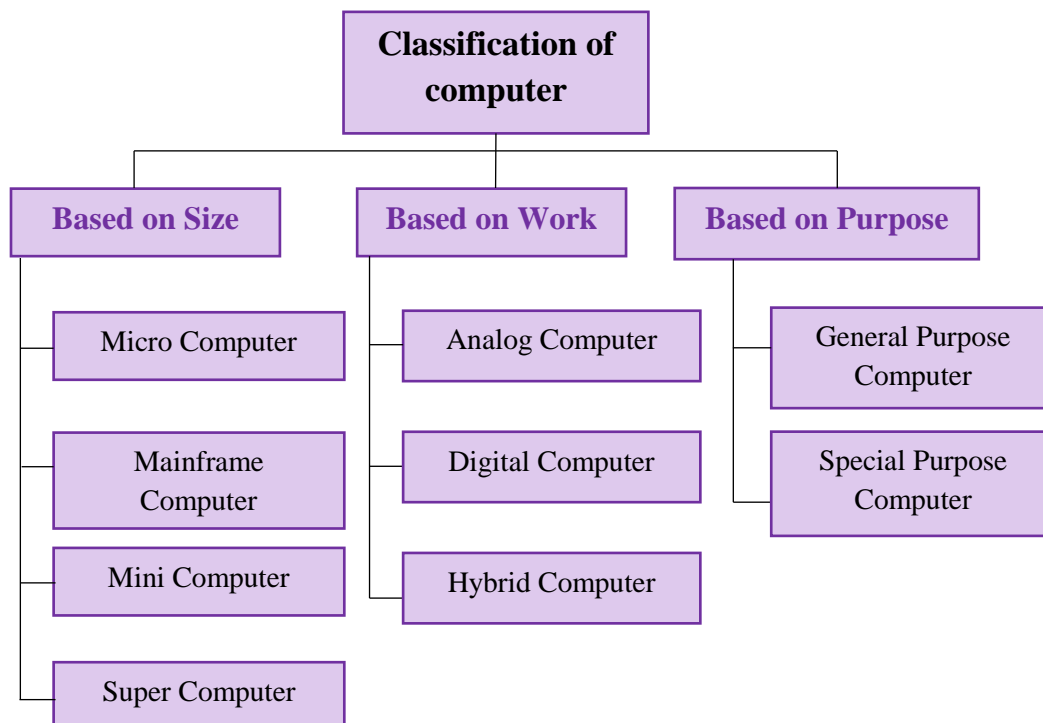 Classification of
computer
Based on Size
Based on Work
Based on Purpose
Micro Computer
Mainframe
Computer
Mini Computer
Super Computer
Analog Computer
Digital Computer
Hybrid Computer
General Purpose
Computer
Special Purpose
Computer